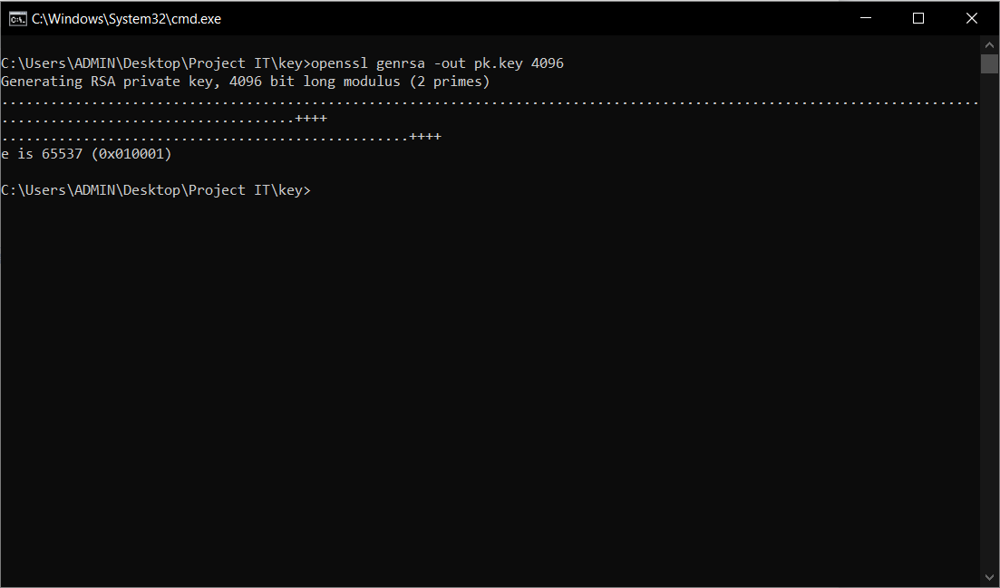 C:\Windows\System32\cmd.exe
C:\Users\ADMIN\Desktop\Project IT\key>openssl genrsa -out pk.key 4096
Generating RSA private key, 4096 bit long modulus (2 primes)
........................................................................................................................
....................................++++
..................................................++++
e is 65537 (0x010001)
C:\Users\ADMIN\Desktop\Project IT\key>